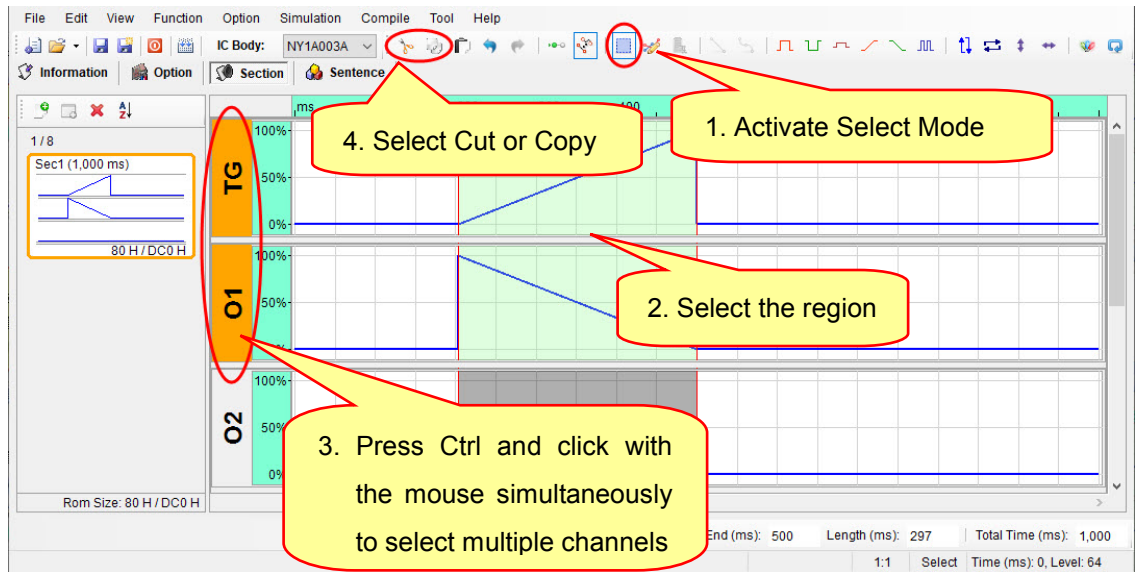 File Edit View Function Option Simulation Compile Tool Help
IC Body: NY1A003A
Information Option Section Sentence
ms
1/8
Sec1 (1,000 ms)
80 H / DC0 H
Rom Size: 80 H / DC0 H
TG
100%
50%
0%
O1
100%
50%
O2
100%
50%
0%
4. Select Cut or Copy
1. Activate Select Mode
2. Select the region
3. Press Ctrl and click with
the mouse simultaneously
to select multiple channels
End (ms): 500 Length (ms): 297 Total Time (ms): 1,000
1:1 Select Time (ms): 0, Level: 64